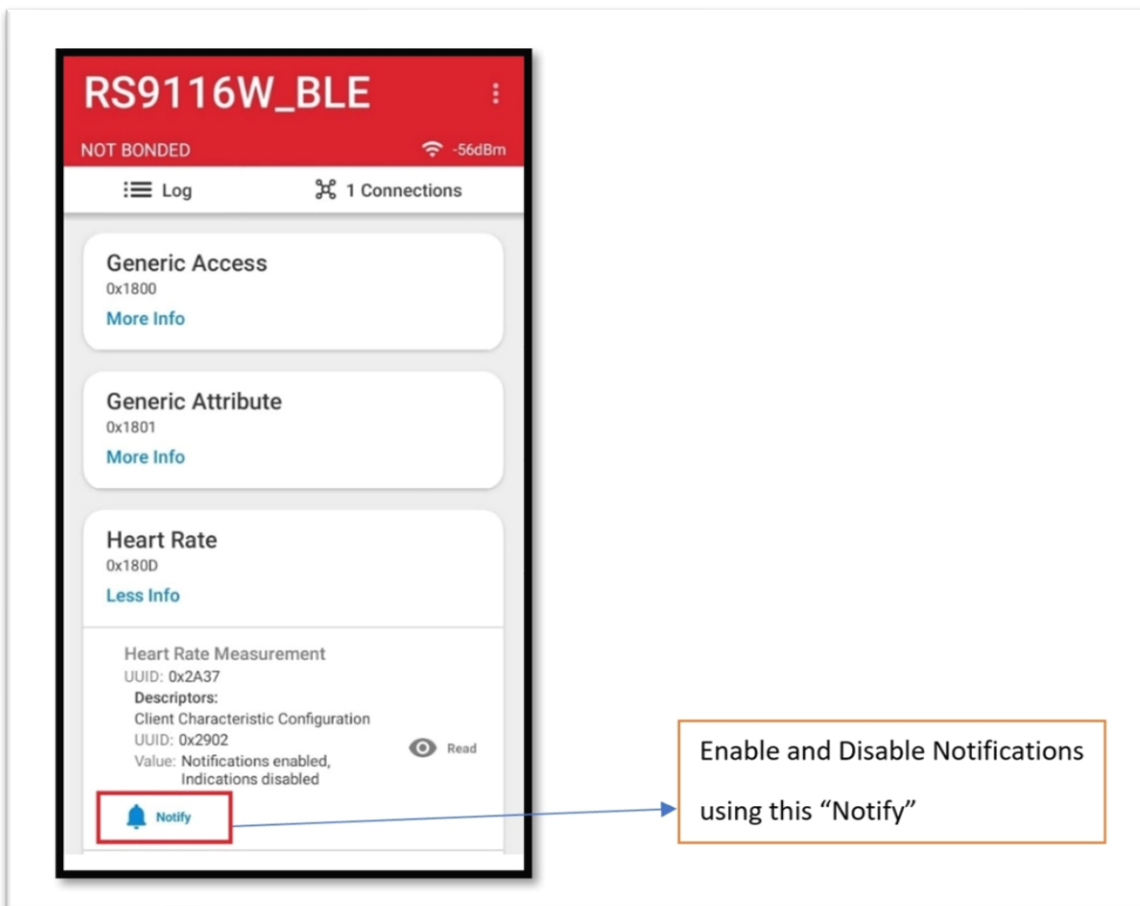 RS9116W_BLE
NOT BONDED
-56dBm
Log
1 Connections
Generic Access
0x1800
More Info
Generic Attribute
0x1801
More Info
Heart Rate
0x180D
Less Info
Heart Rate Measurement
UUID: 0x2A37
Descriptors:
Client Characteristic Configuration
UUID: 0x2902
Value: Notifications enabled,
Indications disabled
Read
Notify
Enable and Disable Notifications
using this “Notify”